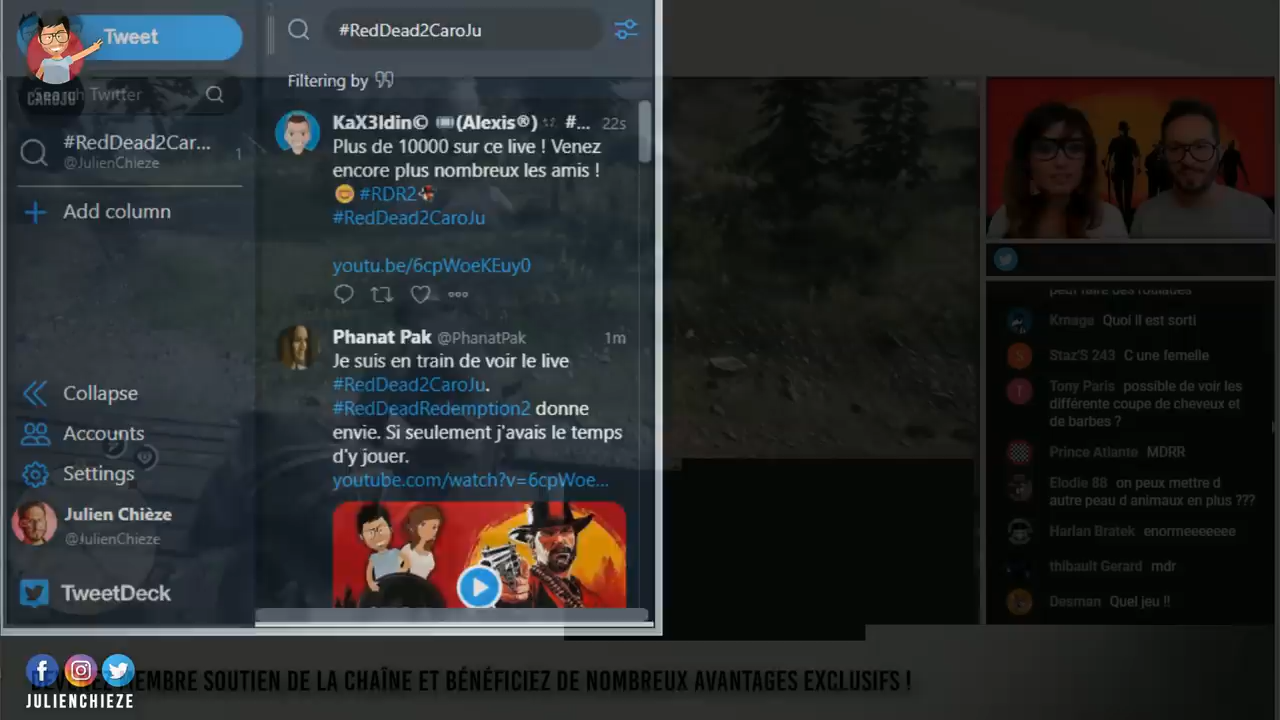 Tweet
CAROJU
Search Twitter
#RedDead2Car...
@JulienChieze
1
Add column
Collapse
Accounts
Settings
Julien Chièze
@JulienChieze
TweetDeck
#RedDead2CaroJu
Filtering by
KaX3ldin© (Alexis®) #... 22s
Plus de 10000 sur ce live ! Venez
encore plus nombreux les amis !
#RDR2
#RedDead2CaroJu
youtu.be/6cpWoeKEuy0
Phanat Pak @PhanatPak 1m
Je suis en train de voir le live
#RedDead2CaroJu.
#RedDeadRedemption2 donne
envie. Si seulement j'avais le temps
d'y jouer.
youtube.com/watch?v=6cpWoe...
peut faire des roulades
Kmage Quoi il est sorti
Staz'S 243 C une femelle
Tony Paris possible de voir les
différente coupe de cheveux et
de barbes ?
Prince Atlante MDRR
Elodie 88 on peux mettre d
autre peau d animaux en plus ???
Harlan Bratek enormeeeeeee
thibault Gerard mdr
Desman Quel jeu !!
MEMBRE SOUTIEN DE LA CHAÎNE ET BÉNÉFICIEZ DE NOMBREUX AVANTAGES EXCLUSIFS !
JULIENCHIEZE